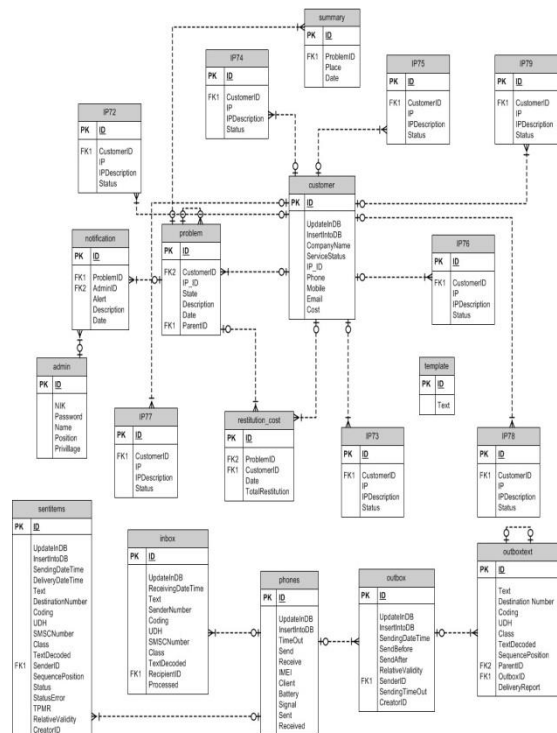 summary
PK ID
FK1 ProblemID
Place
Date
IP74
PK ID
FK1 CustomerID
IP
IPDescription
Status
IP75
PK ID
FK1 CustomerID
IP
IPDescription
Status
IP79
PK ID
FK1 CustomerID
IP
IPDescription
Status
IP72
PK ID
FK1 CustomerID
IP
IPDescription
Status
customer
PK ID
UpdateInDB
InsertIntoDB
CompanyName
ServiceStatus
IP_ID
Phone
Mobile
Email
Cost
notification
PK ID
FK1 ProblemID
FK2 AdminID
Alert
Description
Date
problem
PK ID
FK2 CustomerID
IP_ID
State
Description
Date
FK1 ParentID
IP76
PK ID
FK1 CustomerID
IP
IPDescription
Status
admin
PK ID
NIK
Password
Name
Position
Privillage
template
PK ID
Text
IP77
PK ID
FK1 CustomerID
IP
IPDescription
Status
restitution_cost
PK ID
FK2 ProblemID
FK1 CustomerID
Date
TotalRestitution
IP73
PK ID
FK1 CustomerID
IP
IPDescription
Status
IP78
PK ID
FK1 CustomerID
IP
IPDescription
Status
sentitems
PK ID
UpdateInDB
InsertIntoDB
SendingDateTime
DeliveryDateTime
Text
DestinationNumber
Coding
UDH
SMSCNumber
Class
TextDecoded
FK1 SenderID
SequencePosition
Status
StatusError
TPMR
RelativeValidity
CreatorID
inbox
PK ID
UpdateInDB
ReceivingDateTime
Text
SenderNumber
Coding
UDH
SMSCNumber
Class
TextDecoded
FK1 RecipientID
Processed
phones
PK ID
UpdateInDB
InsertIntoDB
TimeOut
Send
Receive
IMEI
Client
Battery
Signal
Sent
Received
outbox
PK ID
UpdateInDB
InsertIntoDB
SendingDateTime
SendBefore
SendAfter
RelativeValidity
FK1 SenderID
SendingTimeOut
CreatorID
outboxtext
PK ID
Text
Destination Number
Coding
UDH
Class
TextDecoded
SequencePosition
FK2 ParentID
FK1 OutboxID
DeliveryReport